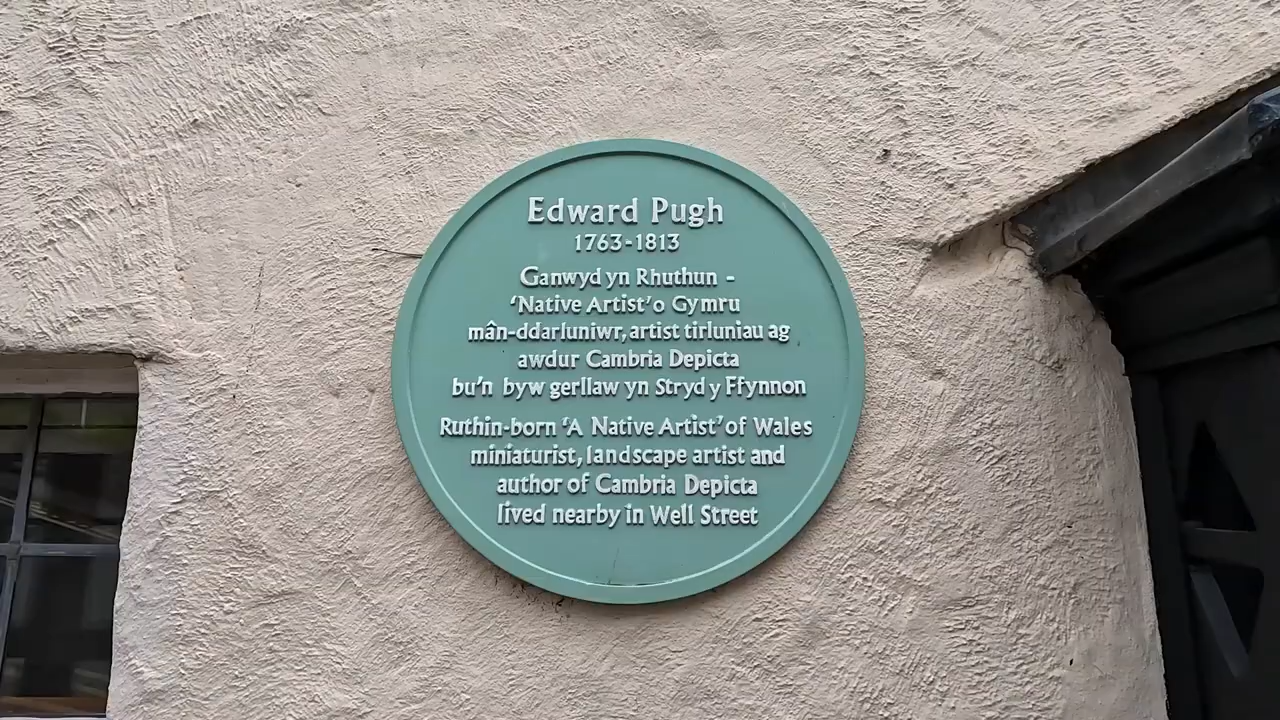 Edward Pugh
1763-1813
Ganwyd yn Rhuthun -
'Native Artist' o Gymru
mân-ddarluniwr, artist tirluniau ag
awdur Cambria Depicta
bu'n byw gerllaw yn Stryd y Ffynnon
Ruthin-born 'A Native Artist' of Wales
miniaturist, landscape artist and
author of Cambria Depicta
lived nearby in Well Street